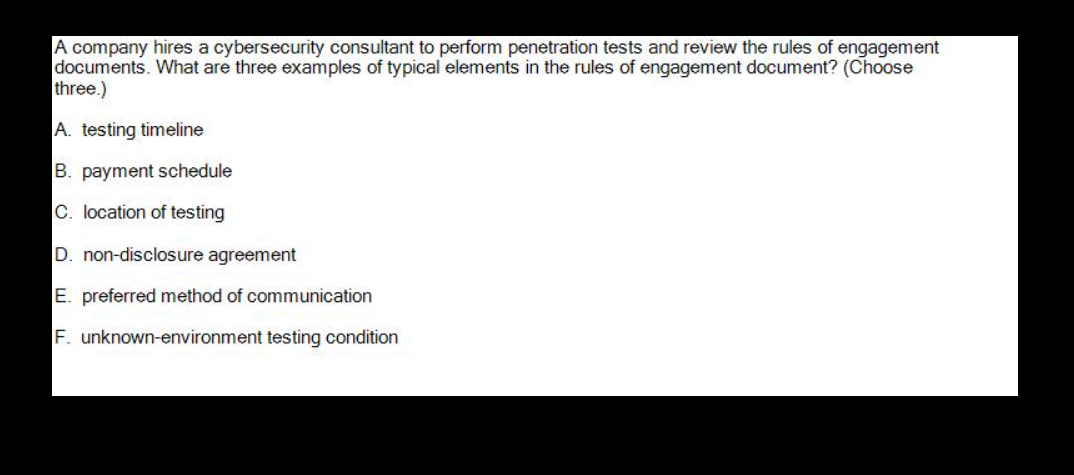 A company hires a cybersecurity consultant to perform penetration tests and review the rules of engagement
documents. What are three examples of typical elements in the rules of engagement document? (Choose
three.)
A. testing timeline
B. payment schedule
C. location of testing
D. non-disclosure agreement
E. preferred method of communication
F. unknown-environment testing condition